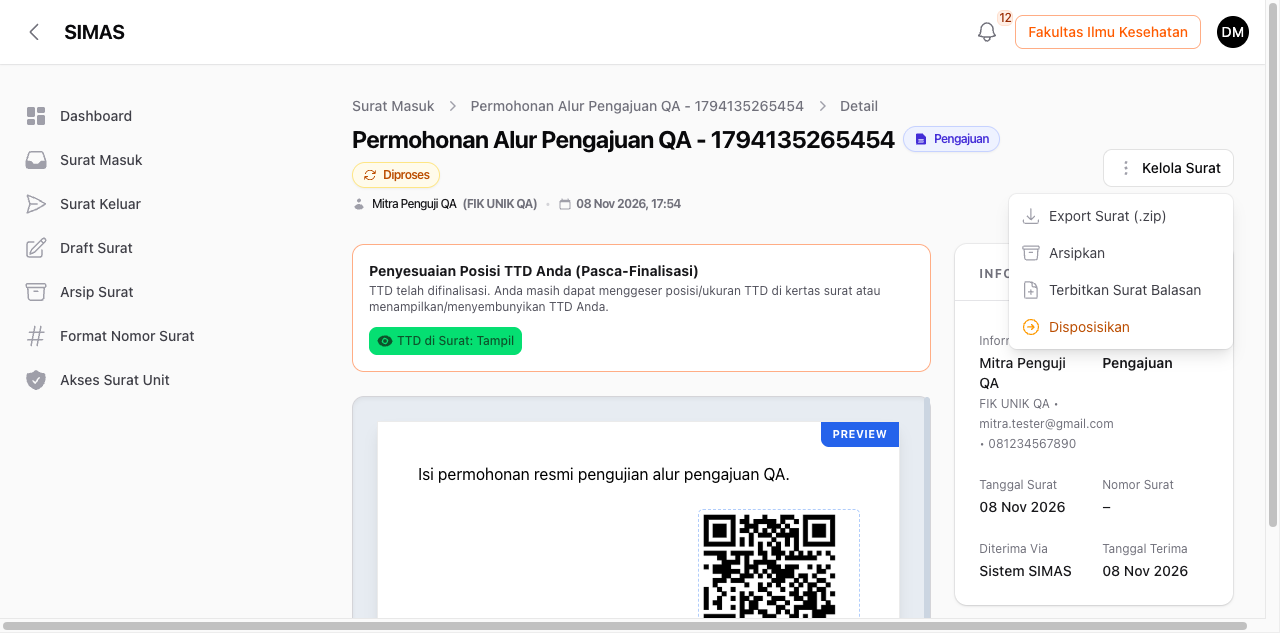 SIMAS
12
Fakultas Ilmu Kesehatan
DM
Dashboard
Surat Masuk
Surat Keluar
Draft Surat
Arsip Surat
Format Nomor Surat
Akses Surat Unit
Surat Masuk > Permohonan Alur Pengajuan QA - 1794135265454 > Detail
Permohonan Alur Pengajuan QA - 1794135265454
Pengajuan
Diproses
Mitra Penguji QA (FIK UNIK QA) • 08 Nov 2026, 17:54
Kelola Surat
Export Surat (.zip)
Arsipkan
Terbitkan Surat Balasan
Disposisikan
Penyesuaian Posisi TTD Anda (Pasca-Finalisasi)
TTD telah difinalisasi. Anda masih dapat menggeser posisi/ukuran TTD di kertas surat atau
menampilkan/menyembunyikan TTD Anda.
TTD di Surat: Tampil
PREVIEW
Isi permohonan resmi pengujian alur pengajuan QA.
Mitra Penguji
QA
FIK UNIK QA •
mitra.tester@gmail.com
• 081234567890
Pengajuan
Tanggal Surat
08 Nov 2026
Nomor Surat
–
Diterima Via
Sistem SIMAS
Tanggal Terima
08 Nov 2026